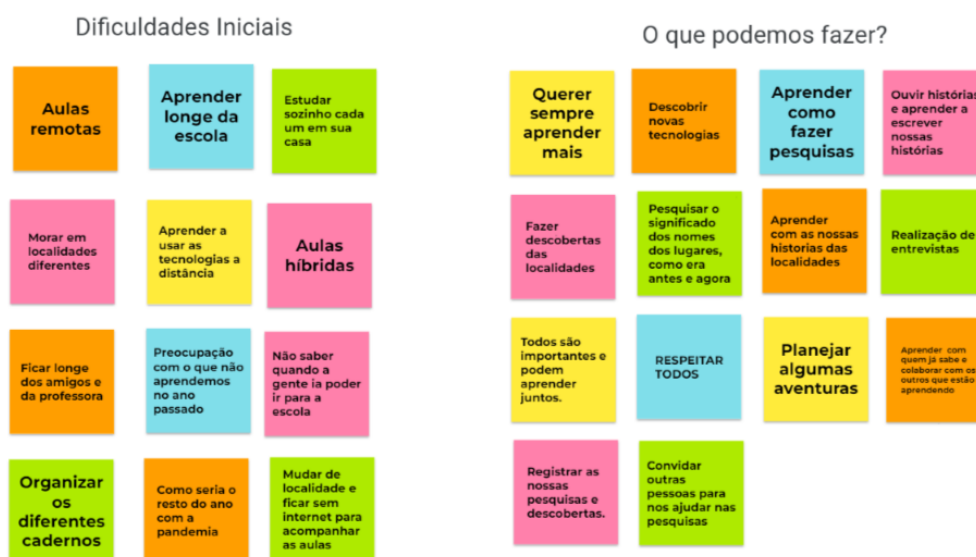 Dificuldades Iniciais
Aulas
remotas
Aprender
longe da
escola
Estudar
sozinho cada
um em sua
casa
Morar em
localidades
diferentes
Aprender a
usar as
tecnologias a
distância
Aulas
híbridas
Ficar longe
dos amigos e
da professora
Preocupação
com o que não
aprendemos
no ano
passado
Não saber
quando a
gente ia poder
ir para a
escola
Organizar
os
diferentes
cadernos
Como seria o
resto do ano
com a
pandemia
Mudar de
localidade e
ficar sem
internet para
acompanhar
as aulas
O que podemos fazer?
Querer
sempre
aprender
mais
Descobrir
novas
tecnologias
Aprender
como
fazer
pesquisas
Ouvir histórias
e aprender a
escrever
nossas
histórias
Fazer
descobertas
das
localidades
Pesquisar o
significado
dos nomes
dos lugares,
como era
antes e agora
Aprender
com as nossas
historias das
localidades
Realização de
entrevistas
Todos são
importantes e
podem
aprender
juntos.
RESPEITAR
TODOS
Planejar
algumas
aventuras
Aprender com
quem já sabe e
colaborar com os
outros que estão
aprendendo
Registrar as
nossas
pesquisas e
descobertas.
Convidar
outras
pessoas para
nos ajudar nas
pesquisas